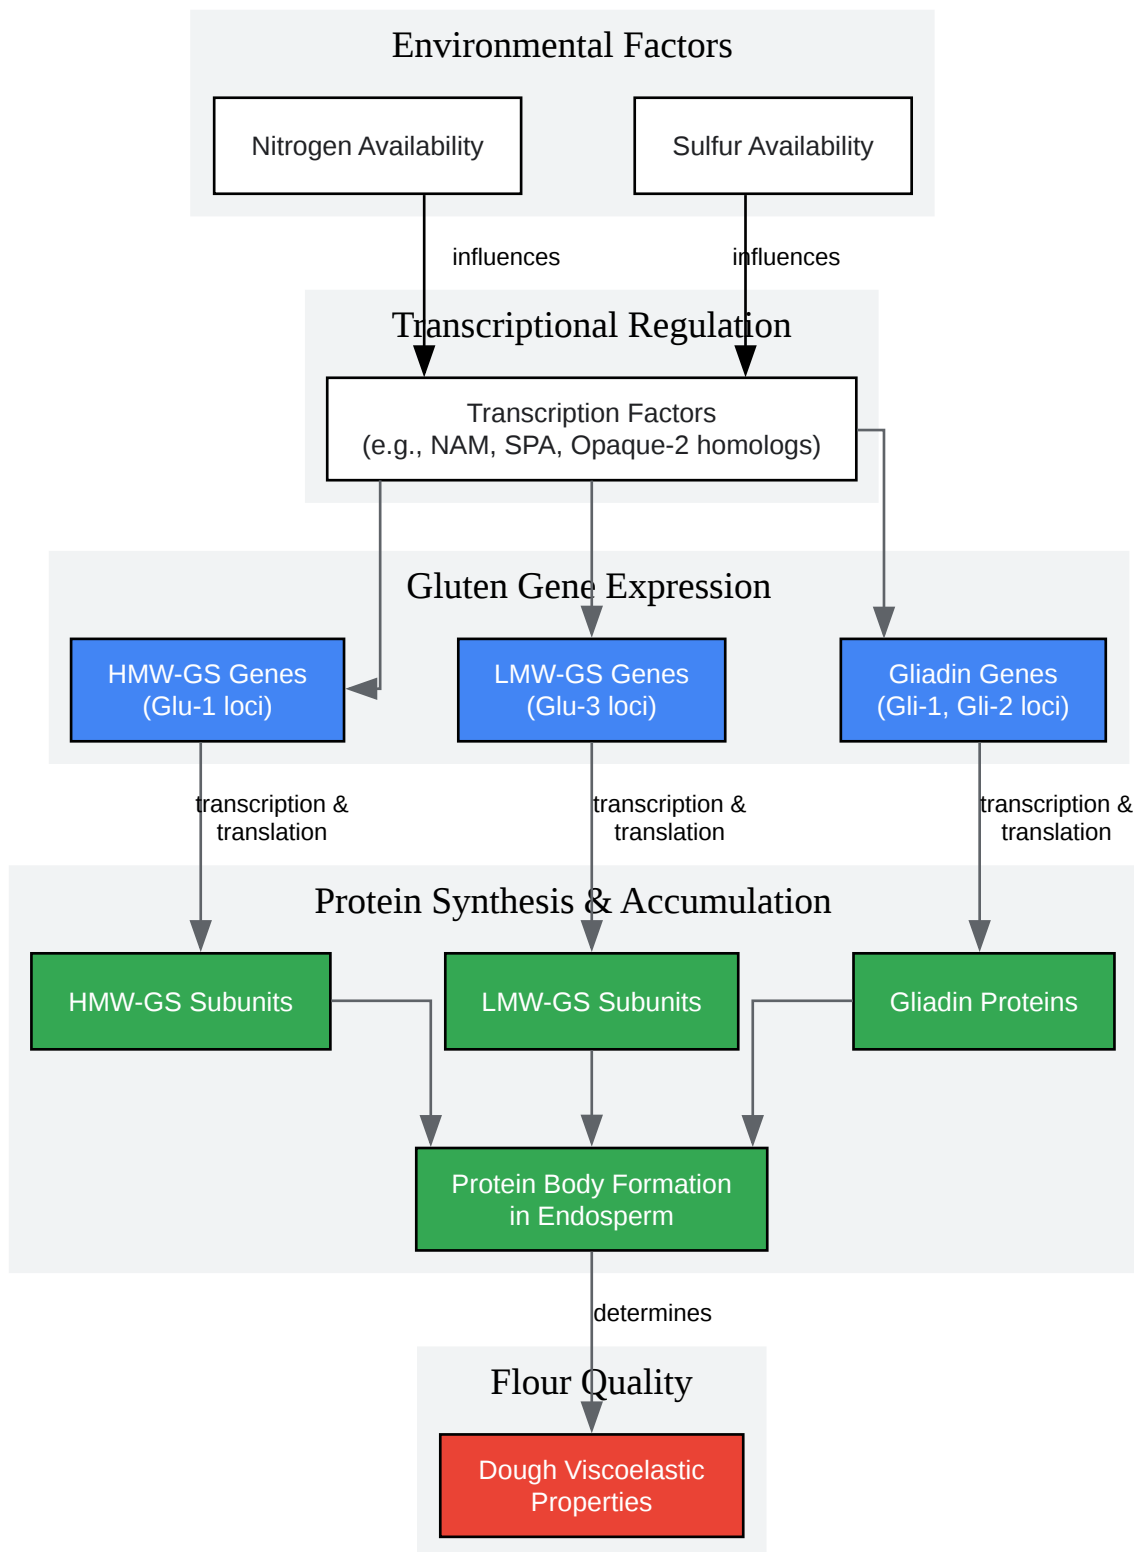 Environmental Factors
Nitrogen Availability
Sulfur Availability
influences
influences
Transcriptional Regulation
Transcription Factors
(e.g., NAM, SPA, Opaque-2 homologs)
Gluten Gene Expression
HMW-GS Genes
(Glu-1 loci)
LMW-GS Genes
(Glu-3 loci)
Gliadin Genes
(Gli-1, Gli-2 loci)
transcription &
translation
transcription &
translation
transcription &
translation
Protein Synthesis & Accumulation
HMW-GS Subunits
LMW-GS Subunits
Gliadin Proteins
Protein Body Formation
in Endosperm
determines
Flour Quality
Dough Viscoelastic
Properties